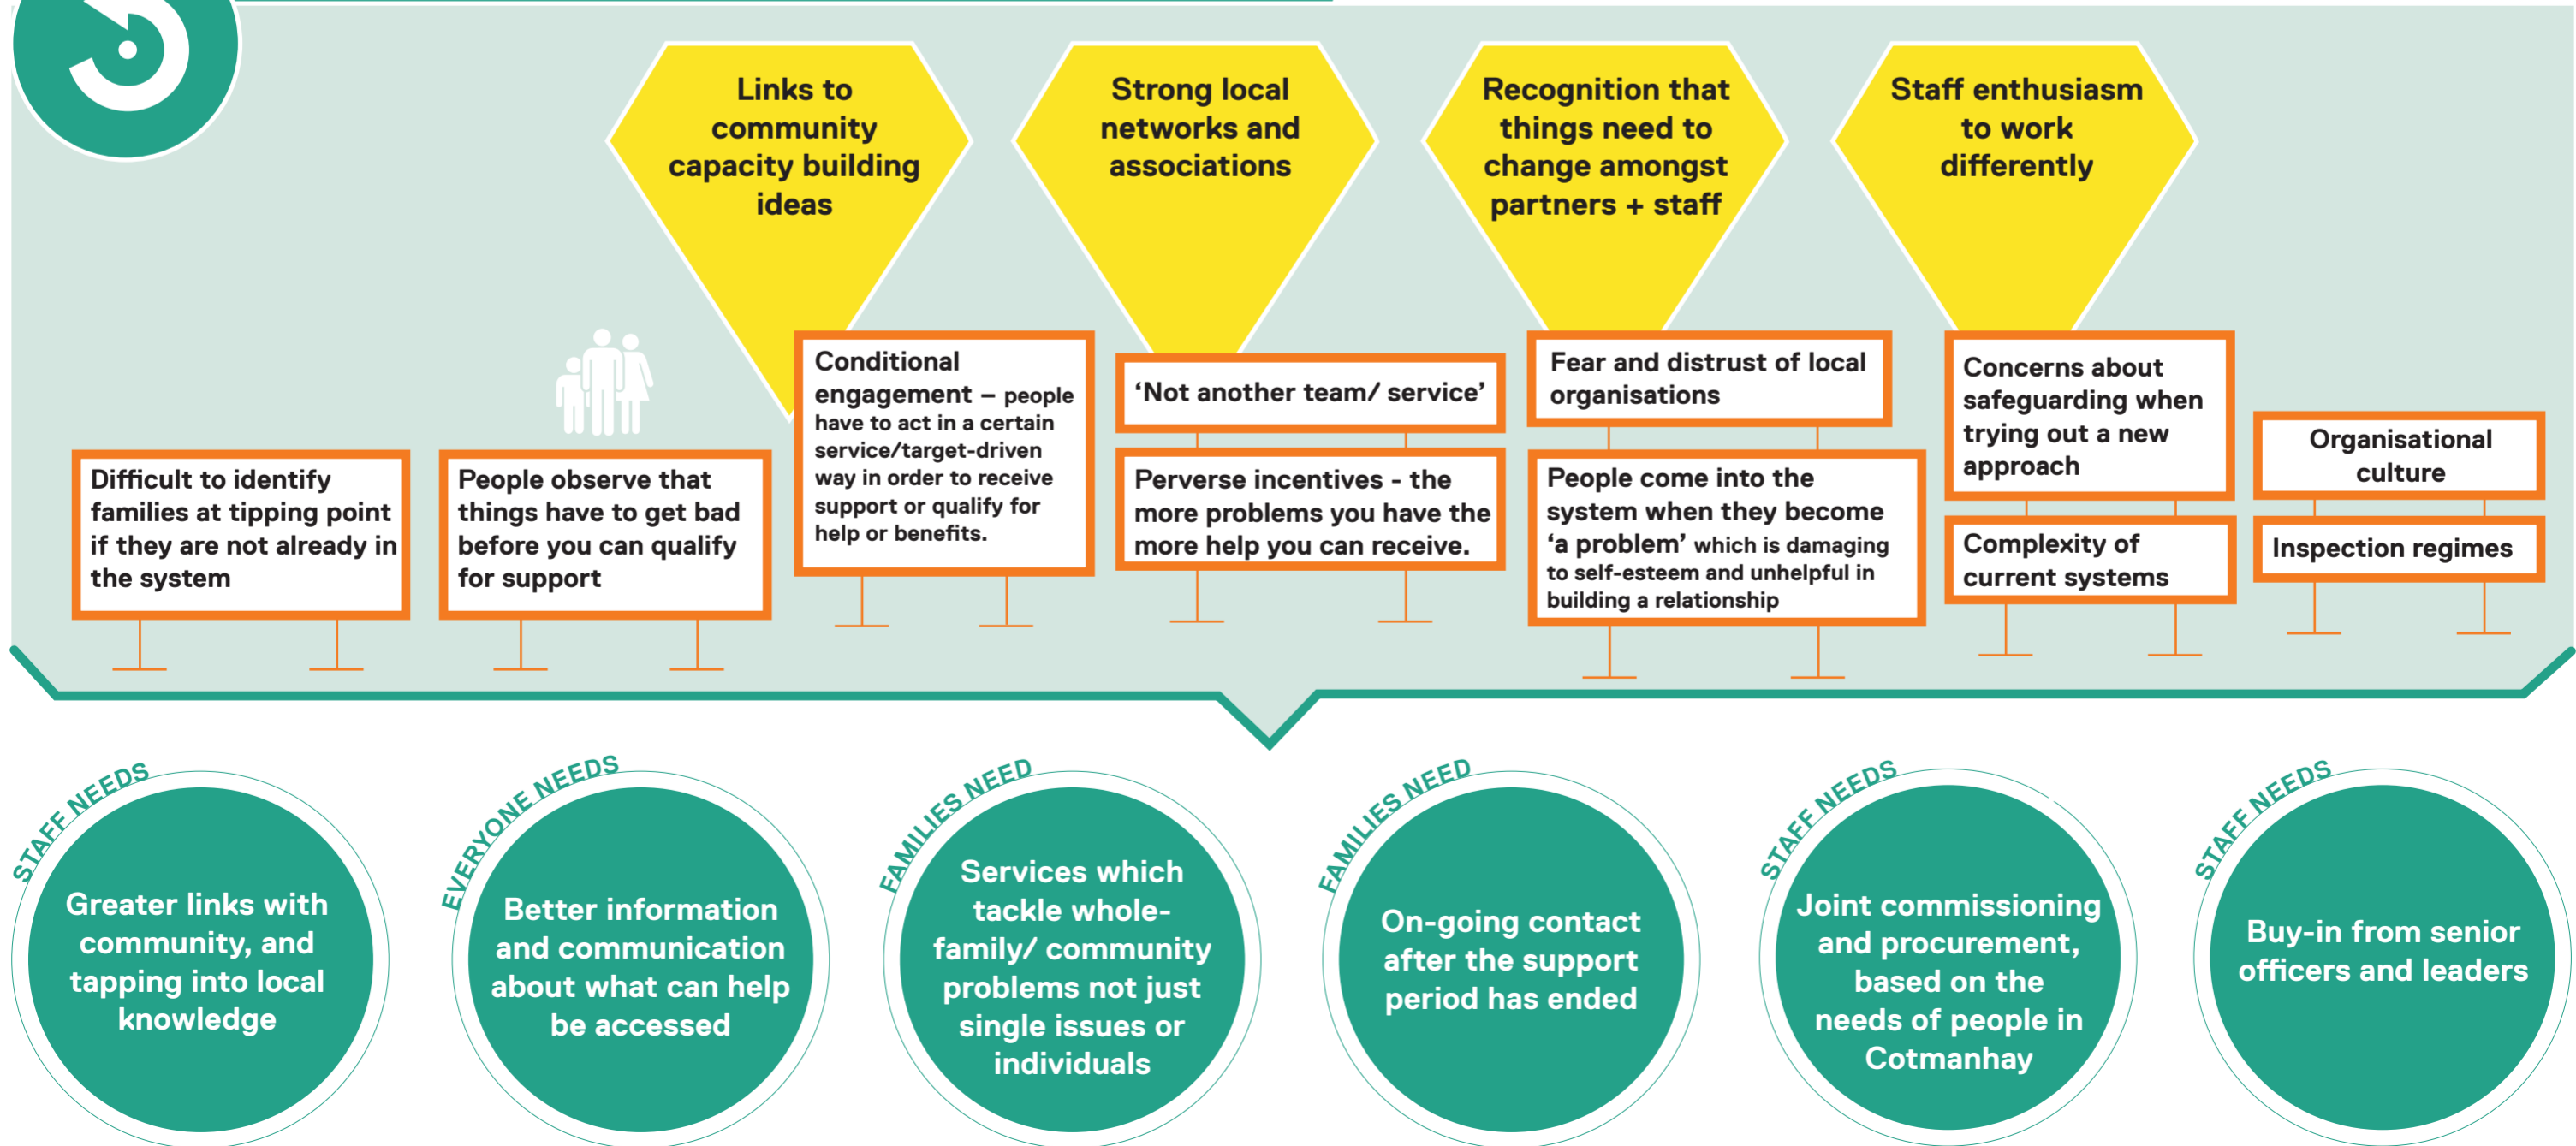 Links to
community
capacity building
ideas
Strong local
networks and
associations
Recognition that
things need to
change amongst
partners + staff
Staff enthusiasm
to work
differently
Difficult to identify
families at tipping point
if they are not already in
the system
People observe that
things have to get bad
before you can qualify
for support
Conditional
engagement – people
have to act in a certain
service/target-driven
way in order to receive
support or qualify for
help or benefits.
‘Not another team/ service’
Perverse incentives - the
more problems you have the
more help you can receive.
Fear and distrust of local
organisations
People come into the
system when they become
‘a problem’ which is damaging
to self-esteem and unhelpful in
building a relationship
Concerns about
safeguarding when
trying out a new
approach
Complexity of
current systems
Organisational
culture
Inspection regimes
STAFF NEEDS
Greater links with
community, and
tapping into local
knowledge
EVERYONE NEEDS
Better information
and communication
about what can help
be accessed
FAMILIES NEED
Services which
tackle whole-
family/ community
problems not just
single issues or
individuals
FAMILIES NEED
On-going contact
after the support
period has ended
STAFF NEEDS
Joint commissioning
and procurement,
based on the
needs of people in
Cotmanhay
STAFF NEEDS
Buy-in from senior
officers and leaders